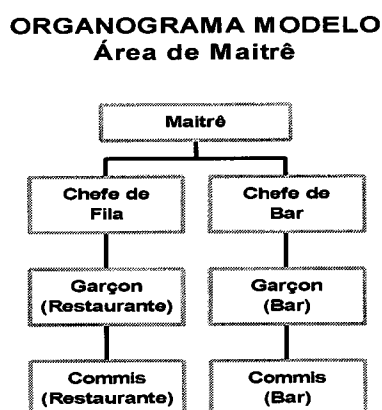 ORGANOGRAMA MODELO
Área de Maitrê
Maitrê
Chefe de
Fila
Chefe de
Bar
Garçon
(Restaurante)
Garçon
(Bar)
Commis
(Restaurante)
Commis
(Bar)